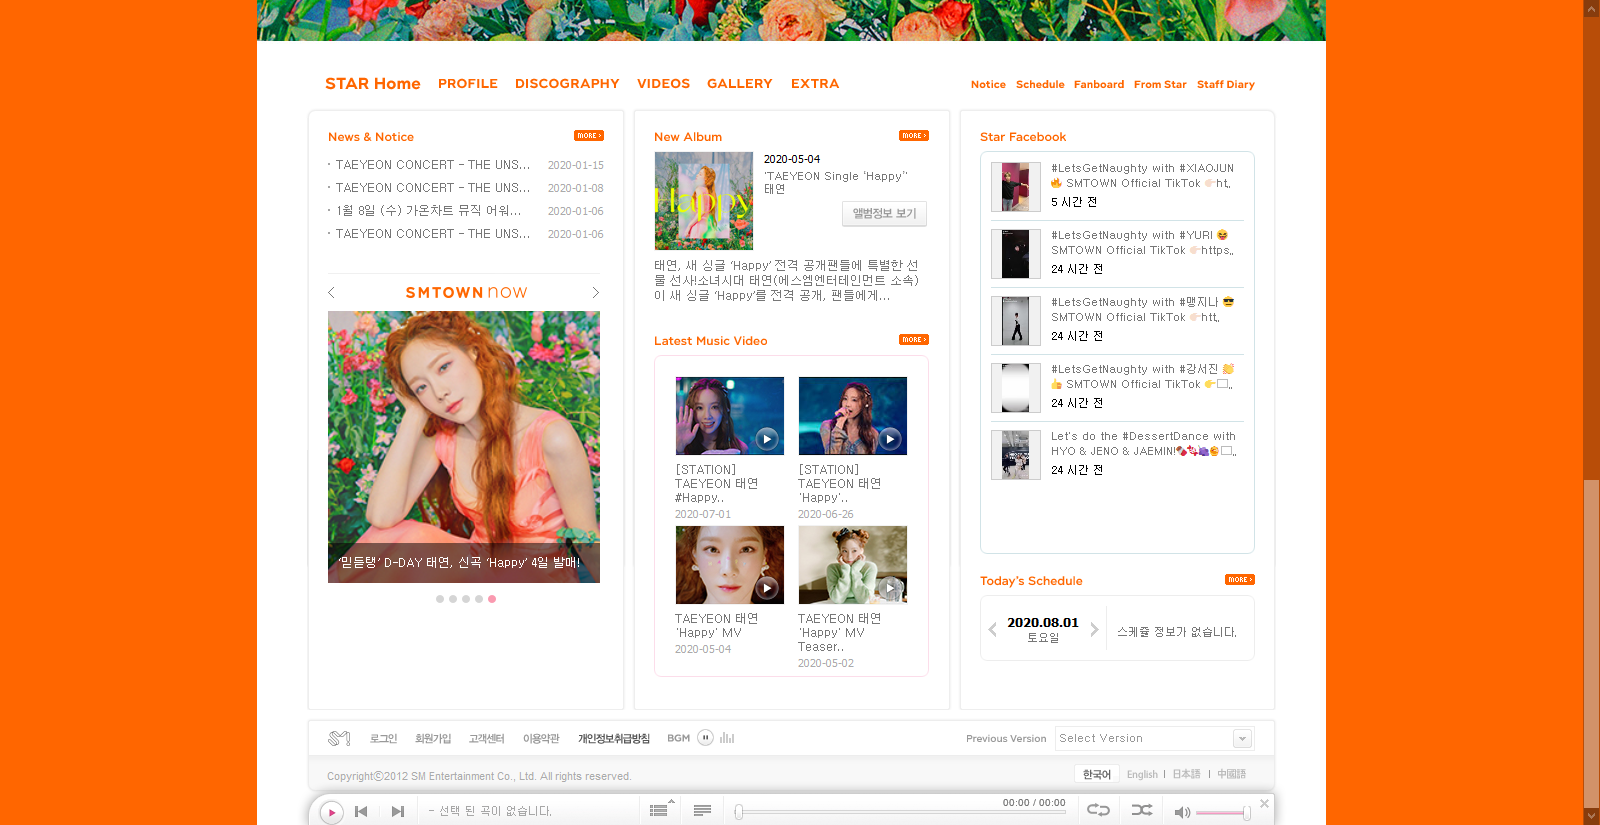 STAR Home PROFILE DISCOGRAPHY VIDEOS GALLERY EXTRA
Notice Schedule Fanboard From Star Staff Diary
News & Notice MORE
TAEYEON CONCERT - THE UNS... 2020-01-15
TAEYEON CONCERT - THE UNS... 2020-01-08
1월 8일 (수) 가온차트 뮤직 어워... 2020-01-06
TAEYEON CONCERT - THE UNS... 2020-01-06
SMTOWN now
'믿듣탱' D-DAY 태연, 신곡 'Happy' 4일 발매!
New Album MORE
Happy
2020-05-04
'TAEYEON Single 'Happy''
태연
앨범정보 보기
태연, 새 싱글 'Happy' 전격 공개팬들에 특별한 선
물 선사!소녀시대 태연(에스엠엔터테인먼트 소속)
이 새 싱글 'Happy'를 전격 공개, 팬들에게...
Latest Music Video MORE
[STATION]
TAEYEON 태연
#Happy..
2020-07-01
[STATION]
TAEYEON 태연
'Happy'..
2020-06-26
TAEYEON 태연
'Happy' MV
2020-05-04
TAEYEON 태연
'Happy' MV
Teaser..
2020-05-02
Star Facebook
#LetsGetNaughty with #XIAOJUN
🔥 SMTOWN Official TikTok 👉🏻ht..
5 시간 전
#LetsGetNaughty with #YURI 😆
SMTOWN Official TikTok 👉🏻https..
24 시간 전
#LetsGetNaughty with #맹지나 😎
SMTOWN Official TikTok 👉🏻htt..
24 시간 전
#LetsGetNaughty with #강서진 👏
👍 SMTOWN Official TikTok 👉..
24 시간 전
Let's do the #DessertDance with
HYO & JENO & JAEMIN!🍫🍬🍇🍭..
24 시간 전
Today's Schedule MORE
2020.08.01
토요일
스케쥴 정보가 없습니다.
SM 로그인 회원가입 고객센터 이용약관 개인정보취급방침 BGM
Previous Version Select Version
Copyrightⓒ2012 SM Entertainment Co., Ltd. All rights reserved.
한국어 English | 日本語 | 中國語
- 선택 된 곡이 없습니다.
00:00 / 00:00